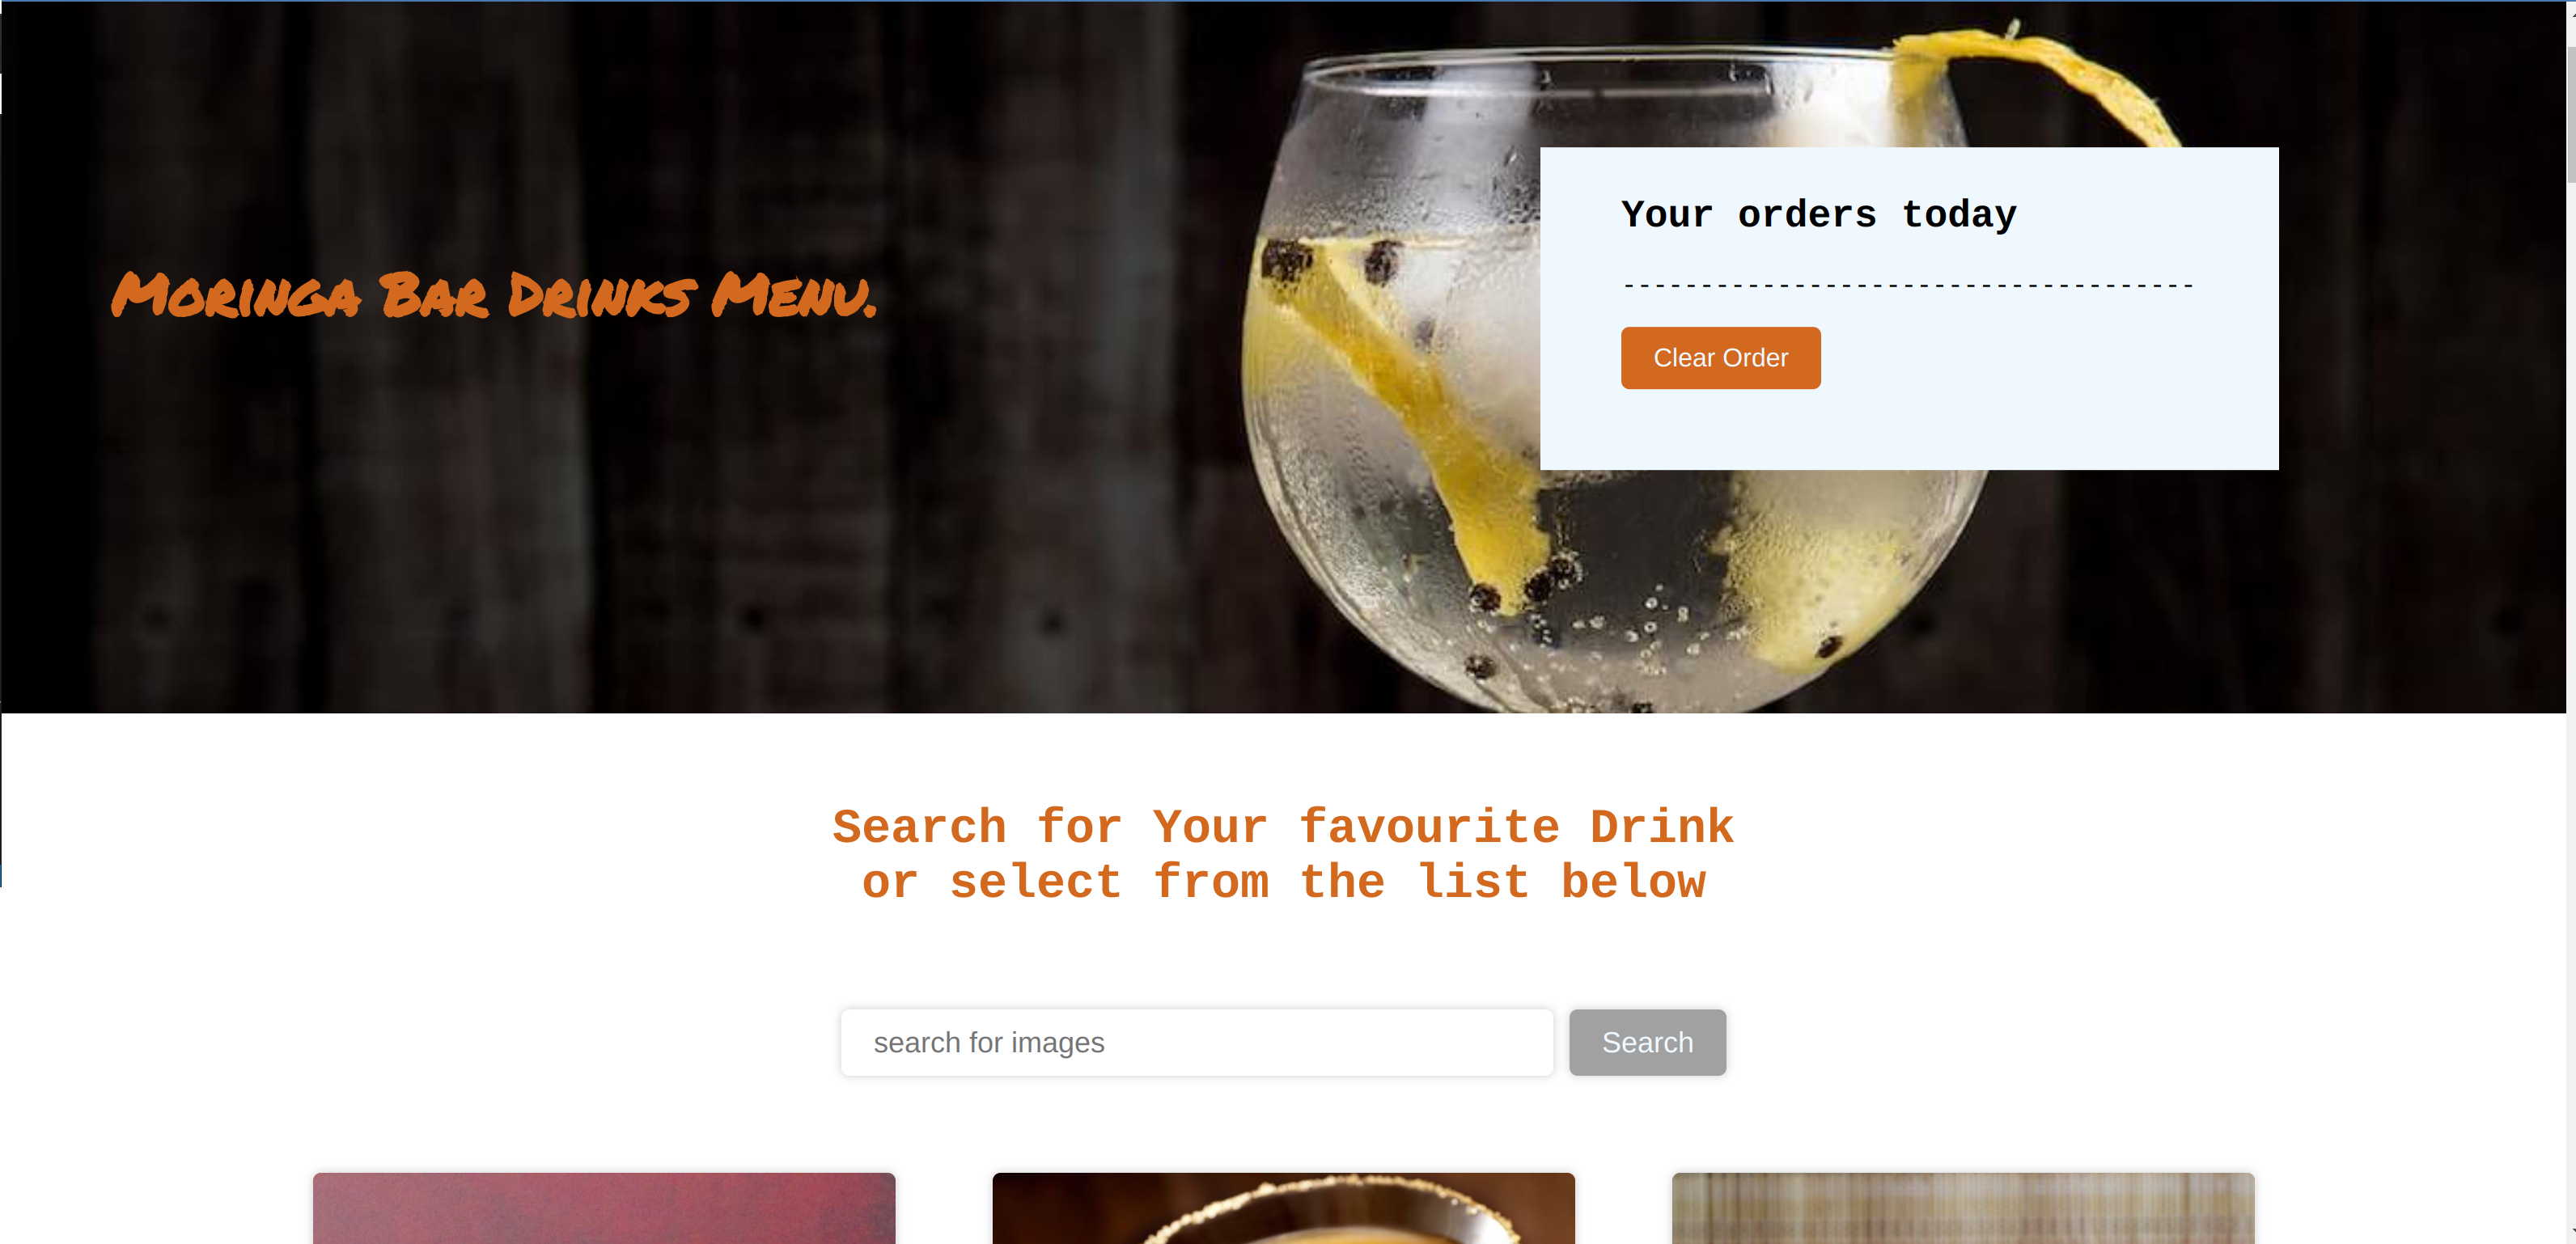 Moringa Bar Drinks Menu.
Your orders today
-------------------------------------
Clear Order
Search for Your favourite Drink
or select from the list below
search for images
Search